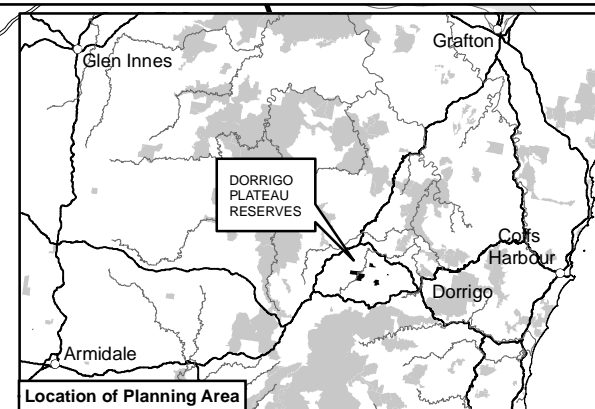 Grafton
Glen Innes
DORRIGO
PLATEAU
RESERVES
Coffs
Harbour
Dorrigo
Armidale
Location of Planning Area